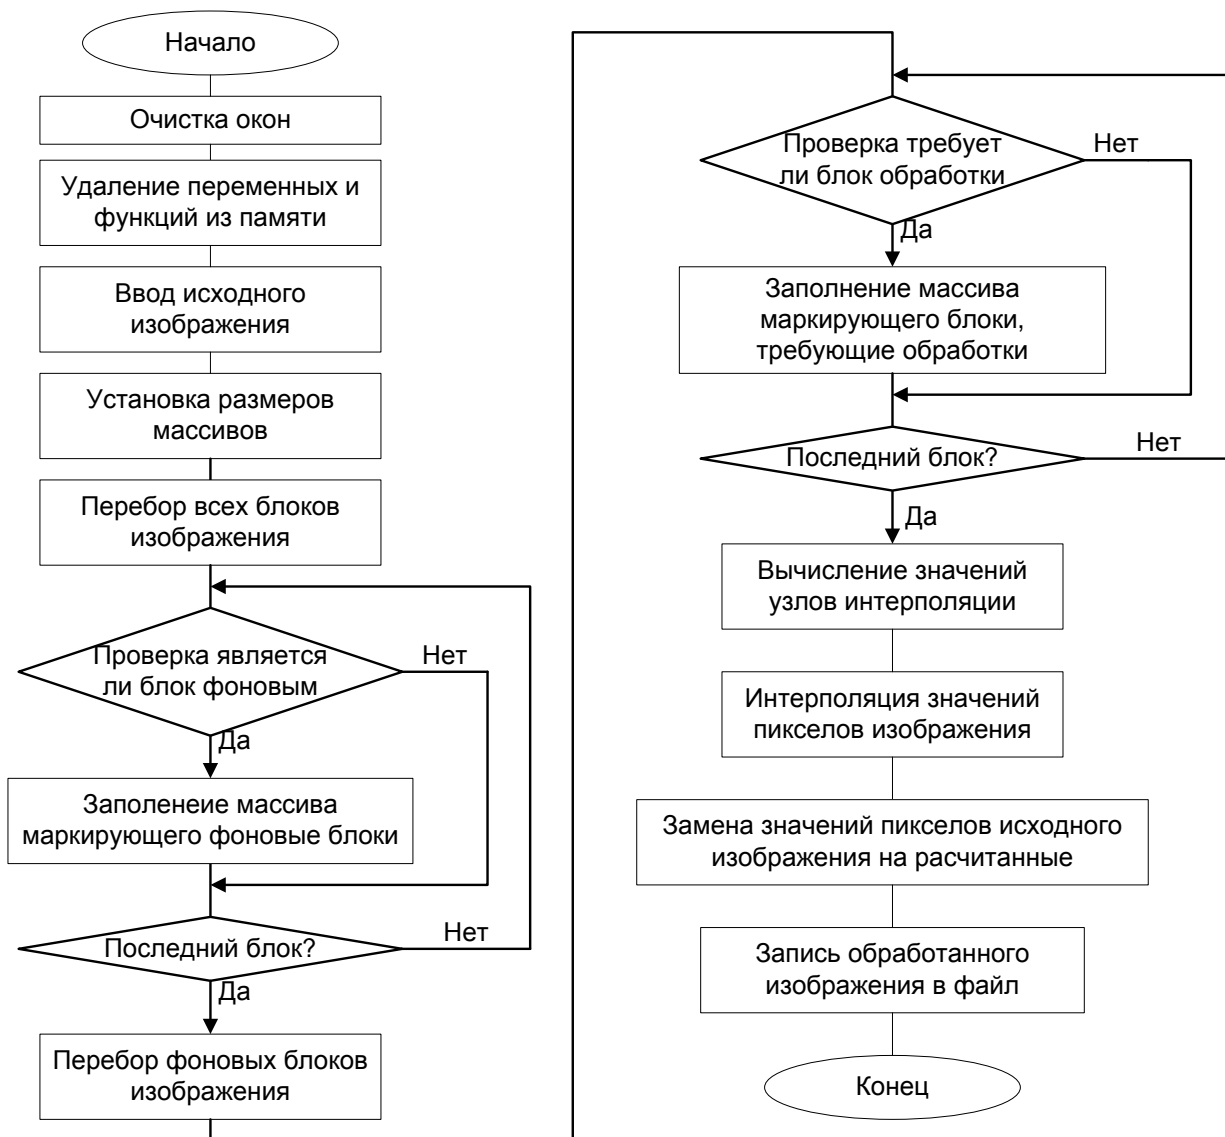 Начало
Очистка окон
Удаление переменных и
функций из памяти
Ввод исходного
изображения
Установка размеров
массивов
Перебор всех блоков
изображения
Проверка является
ли блок фоновым
Нет
Да
Заполенеие массива
маркирующего фоновые блоки
Последний блок?
Нет
Да
Перебор фоновых блоков
изображения
Проверка требует
ли блок обработки
Нет
Да
Заполнение массива
маркирующего блоки,
требующие обработки
Последний блок?
Нет
Да
Вычисление значений
узлов интерполяции
Интерполяция значений
пикселов изображения
Замена значений пикселов исходного
изображения на расчитанные
Запись обработанного
изображения в файл
Конец